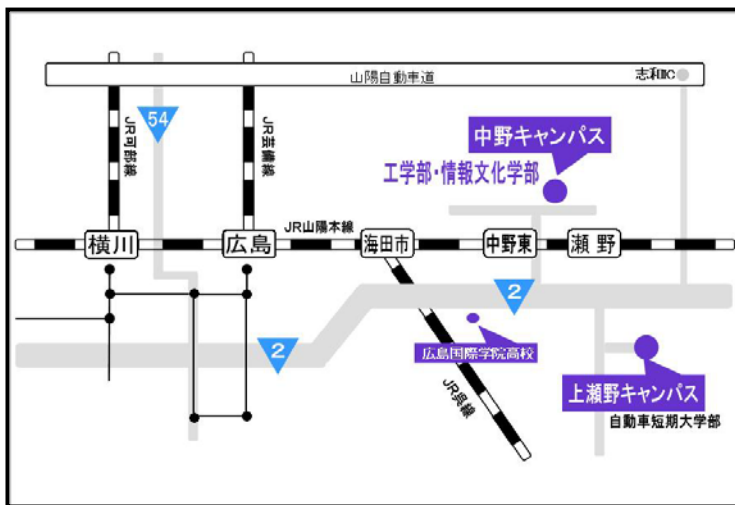 山陽自動車道
志和IC
54
JR可部線
JR芸備線
中野キャンパス
工学部・情報文化学部
JR山陽本線
横川
広島
海田市
中野東
瀬野
2
広島国際学院高校
2
JR呉線
上瀬野キャンパス
自動車短期大学部